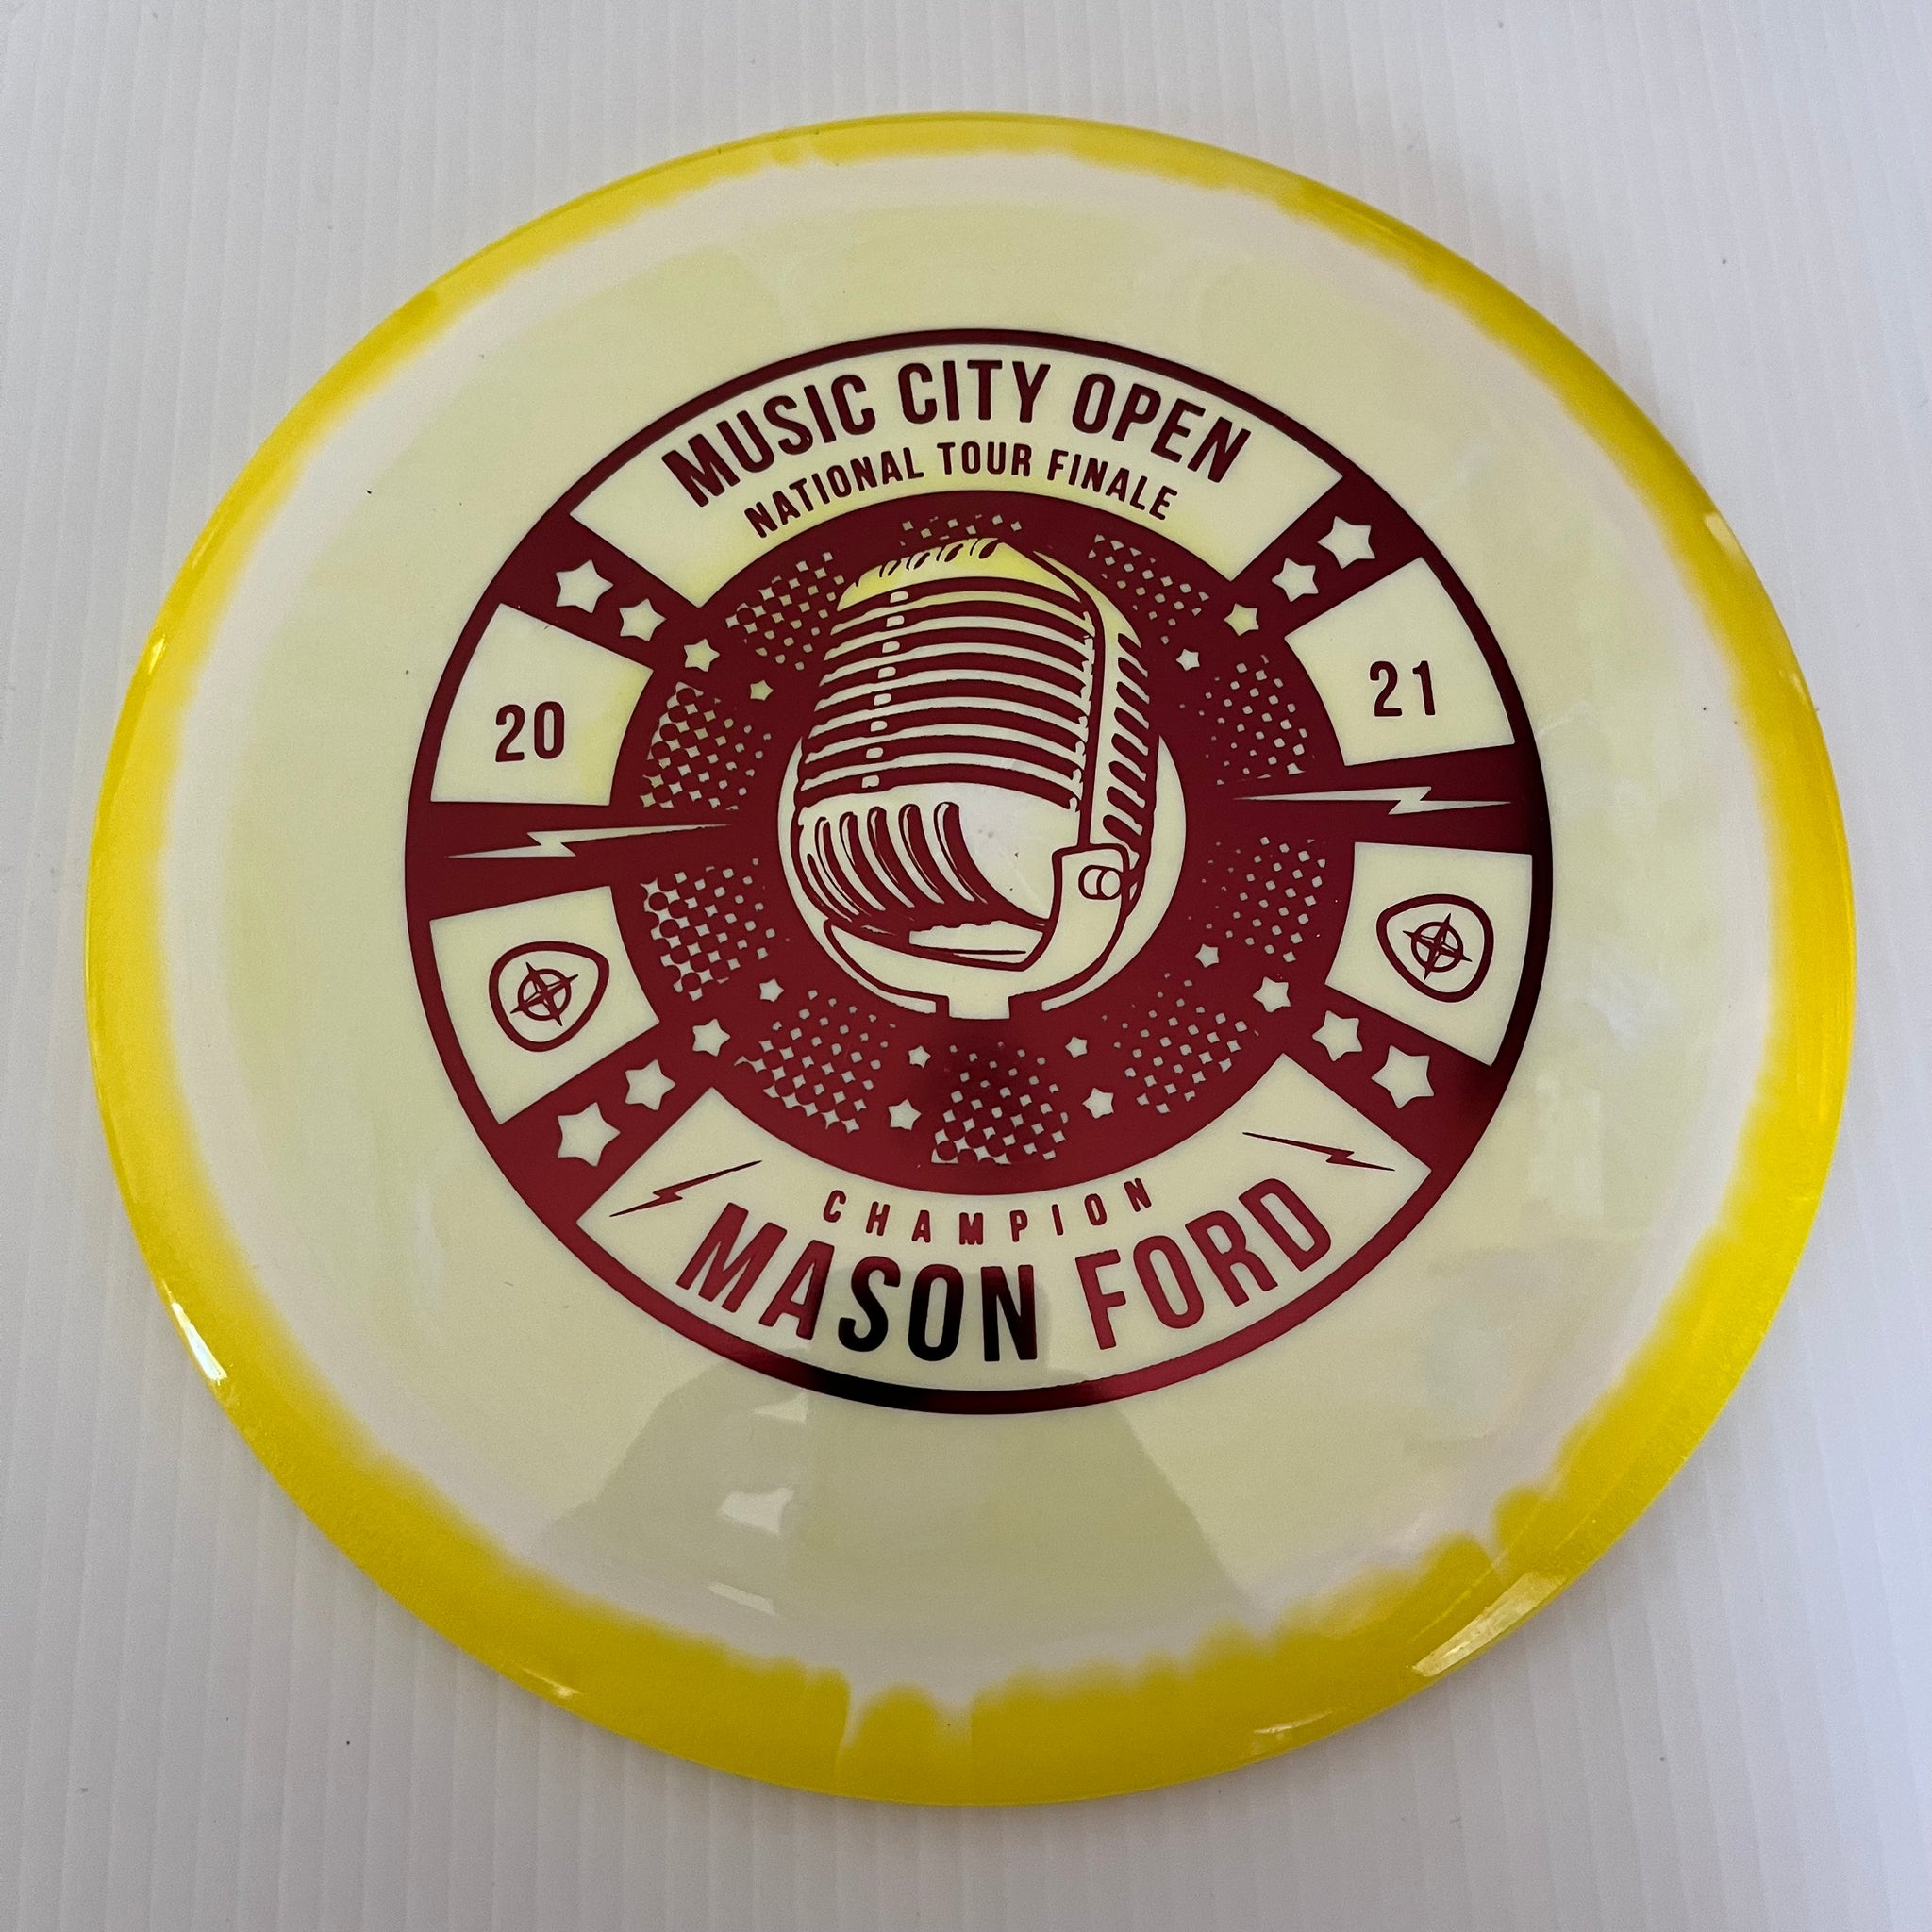 MUSIC CITY OPEN
NATIONAL TOUR FINALE
20 21
CHAMPION
MASON FORD